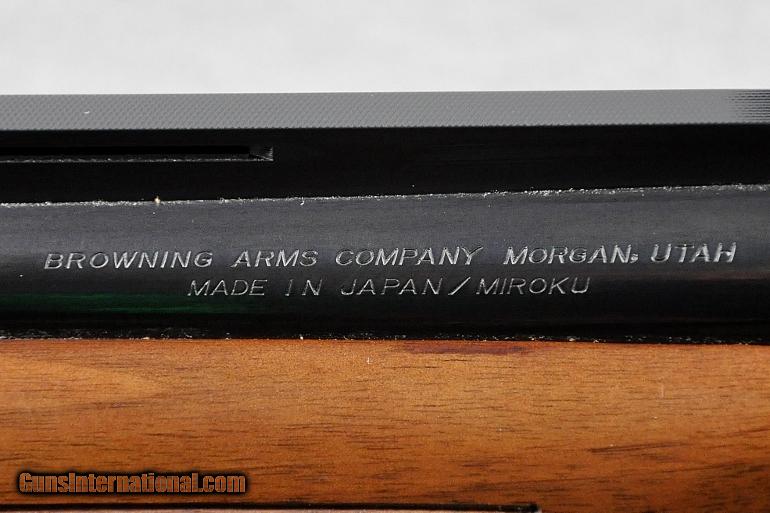 BROWNING ARMS COMPANY MORGAN, UTAH
MADE IN JAPAN/MIROKU
GunsInternational.com